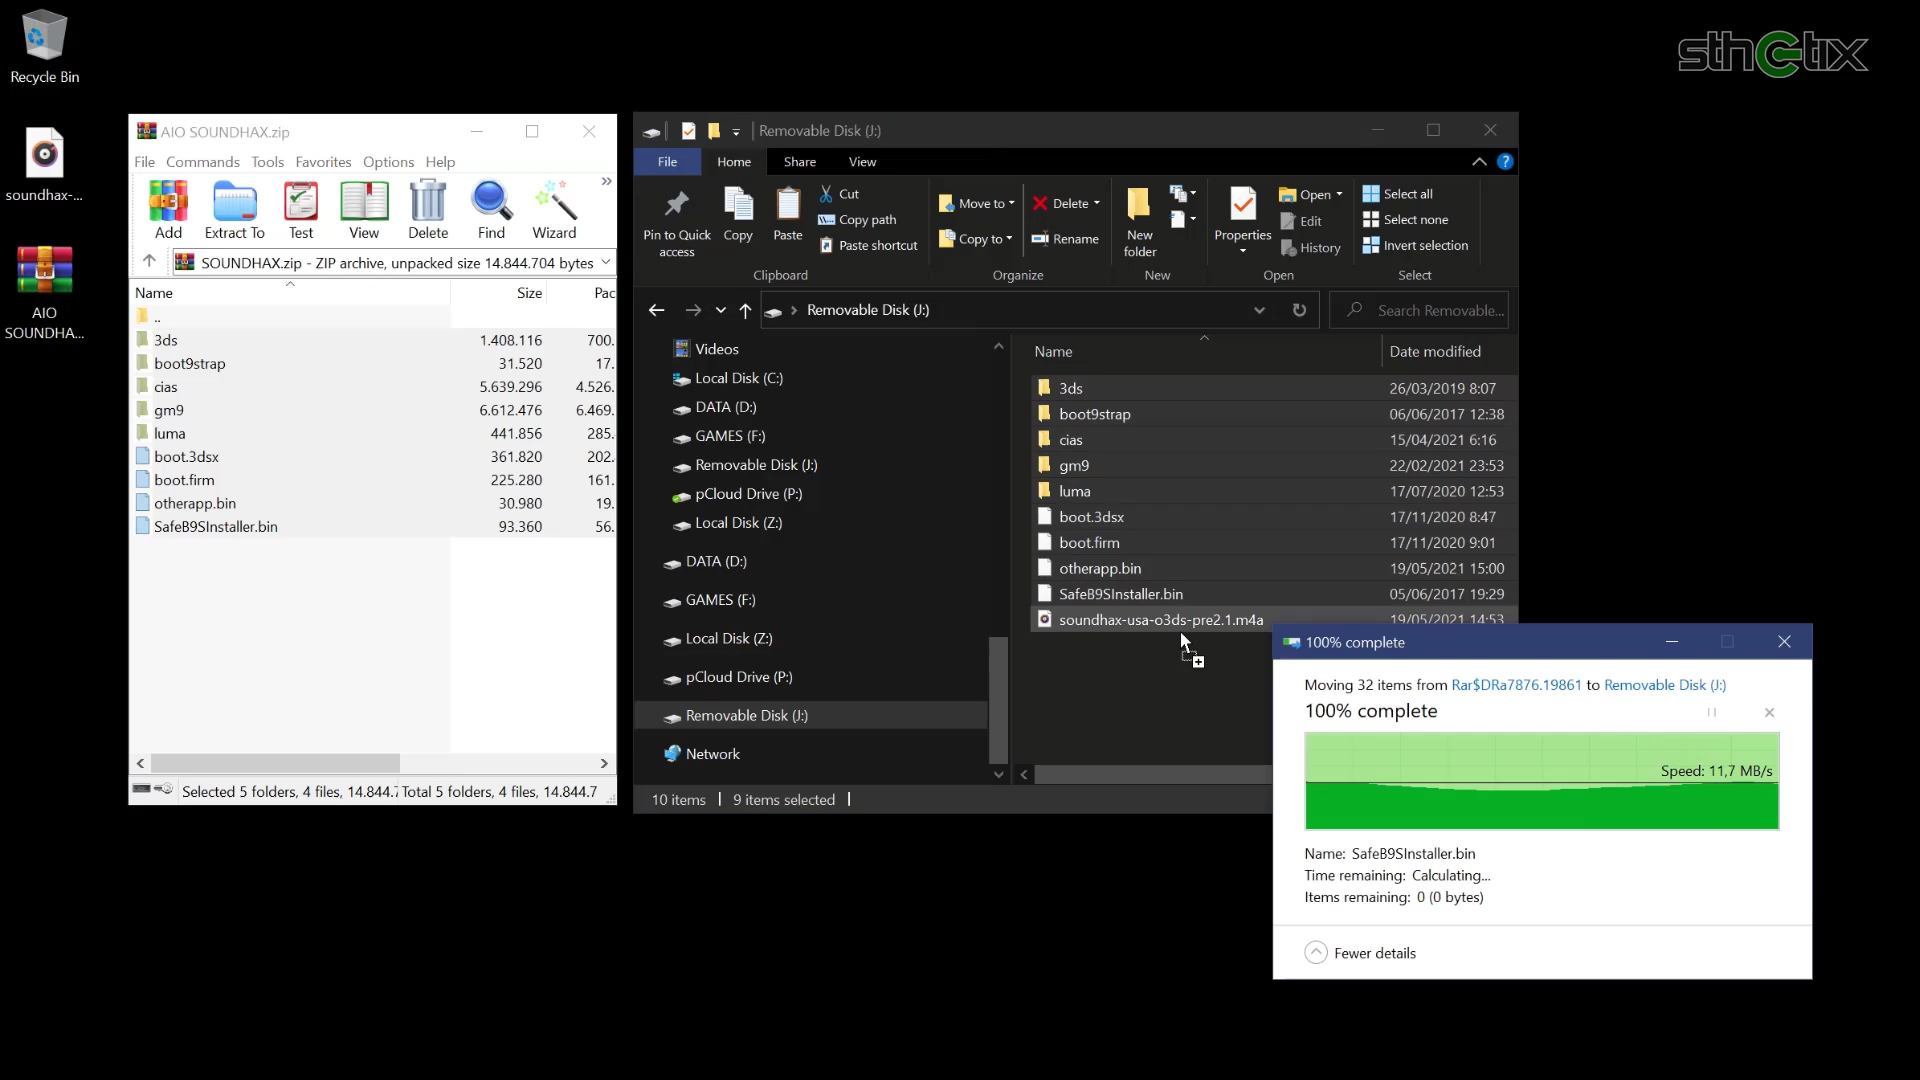 Recycle Bin
soundhax-...
AIO
SOUNDHA...
sthetix
AIO SOUNDHAX.zip
File Commands Tools Favorites Options Help
Add Extract To Test View Delete Find Wizard »
SOUNDHAX.zip - ZIP archive, unpacked size 14.844.704 bytes
Name Size Pac
..
3ds 1.408.116 700.
boot9strap 31.520 17.
cias 5.639.296 4.526.
gm9 6.612.476 6.469.
luma 441.856 285.
boot.3dsx 361.820 202.
boot.firm 225.280 161.
otherapp.bin 30.980 19.
SafeB9SInstaller.bin 93.360 56.
Selected 5 folders, 4 files, 14.844.7 Total 5 folders, 4 files, 14.844.7
Removable Disk (J:)
File Home Share View
Pin to Quick
access
Copy
Paste
Cut
Copy path
Paste shortcut
Clipboard
Move to
Copy to
Delete
Rename
Organize
New
folder
New
Properties
Open
Edit
History
Open
Select all
Select none
Invert selection
Select
Removable Disk (J:)
Search Removable...
Videos
Local Disk (C:)
DATA (D:)
GAMES (F:)
Removable Disk (J:)
pCloud Drive (P:)
Local Disk (Z:)
DATA (D:)
GAMES (F:)
Local Disk (Z:)
pCloud Drive (P:)
Removable Disk (J:)
Network
Name Date modified
3ds 26/03/2019 8:07
boot9strap 06/06/2017 12:38
cias 15/04/2021 6:16
gm9 22/02/2021 23:53
luma 17/07/2020 12:53
boot.3dsx 17/11/2020 8:47
boot.firm 17/11/2020 9:01
otherapp.bin 19/05/2021 15:00
SafeB9SInstaller.bin 05/06/2017 19:29
soundhax-usa-o3ds-pre2.1.m4a 19/05/2021 14:53
10 items 9 items selected
100% complete
Moving 32 items from Rar$DRa7876.19861 to Removable Disk (J:)
100% complete
Speed: 11,7 MB/s
Name: SafeB9SInstaller.bin
Time remaining: Calculating...
Items remaining: 0 (0 bytes)
Fewer details